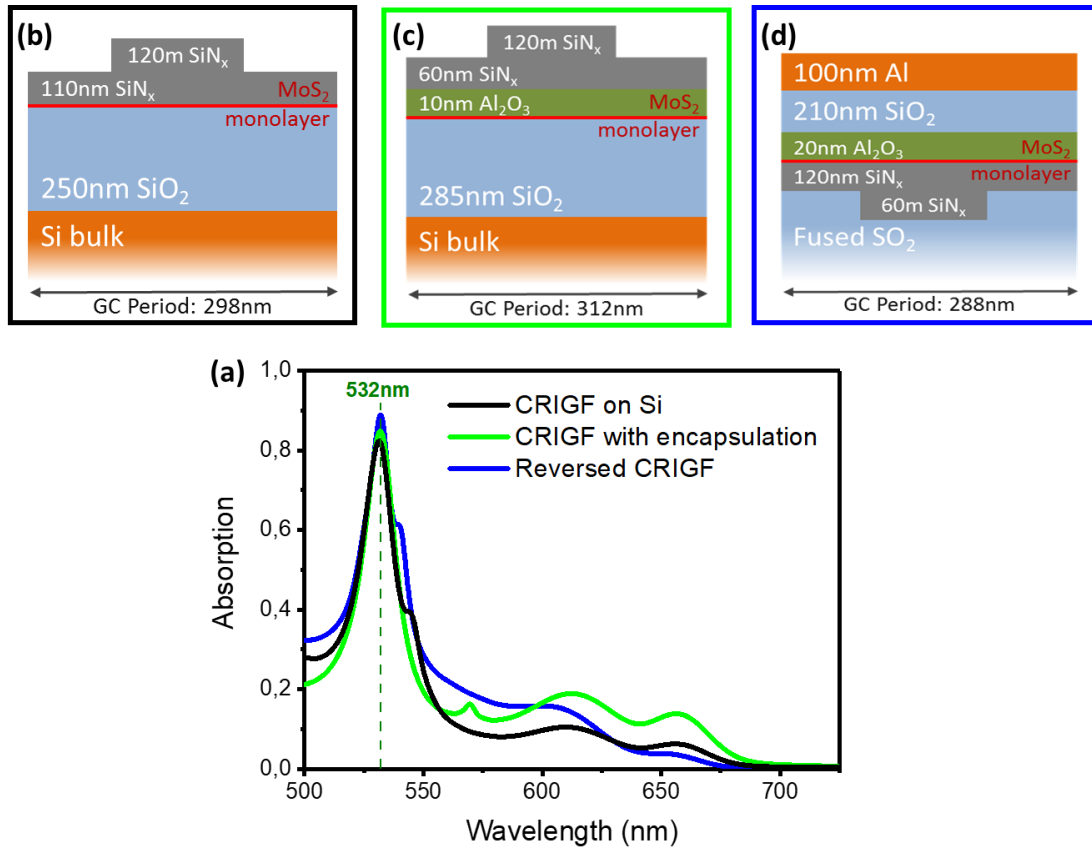 (b)
120m SiNx
110nm SiNx
MoS2
monolayer
250nm SiO2
Si bulk
GC Period: 298nm
(c)
120m SiNx
60nm SiNx
10nm Al2O3
MoS2
monolayer
285nm SiO2
Si bulk
GC Period: 312nm
(d)
100nm Al
210nm SiO2
20nm Al2O3
MoS2
monolayer
120nm SiNx
60m SiNx
Fused SO2
GC Period: 288nm
(a)
532nm
CRIGF on Si
CRIGF with encapsulation
Reversed CRIGF
1,0
0,8
0,6
0,4
0,2
0,0
Absorption
500
550
600
650
700
Wavelength (nm)